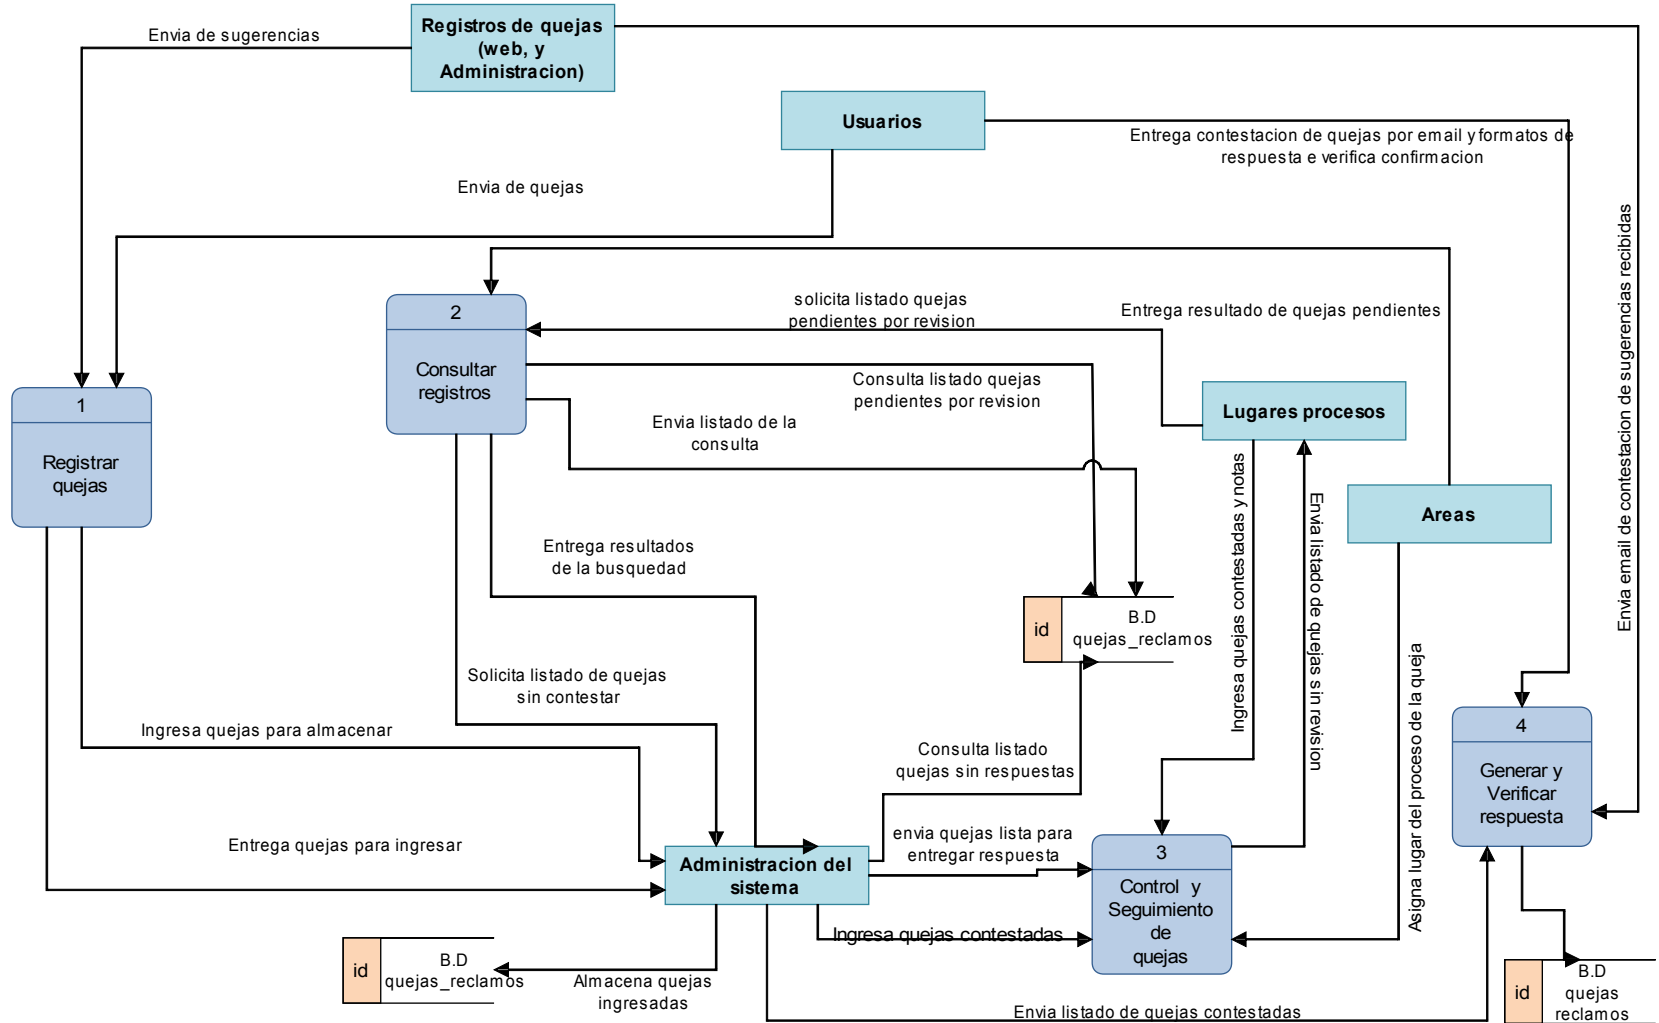 Registros de quejas
(web, y
Administracion)
Envia de sugerencias
Usuarios
Entrega contestacion de quejas por email y formatos de
respuesta e verifica confirmacion
Envia de quejas
Envia email de contestacion de sugerencias recibidas
2
Consultar
registros
solicita listado quejas
pendientes por revision
Entrega resultado de quejas pendientes
Consulta listado quejas
pendientes por revision
Lugares procesos
1
Registrar
quejas
Envia listado de la
consulta
Ingresa quejas contestadas y notas
Envia listado de quejas sin revision
Areas
Entrega resultados
de la busquedad
id
B.D
quejas_reclamos
Asigna lugar del proceso de la queja
Solicita listado de quejas
sin contestar
Ingresa quejas para almacenar
Consulta listado
quejas sin respuestas
4
Generar y
Verificar
respuesta
Entrega quejas para ingresar
envia quejas lista para
entregar respuesta
Administracion del
sistema
3
Control y
Seguimiento
de
quejas
Ingresa quejas contestadas
id
B.D
quejas_reclamos
Almacena quejas
ingresadas
Envia listado de quejas contestadas
id
B.D
quejas
reclamos